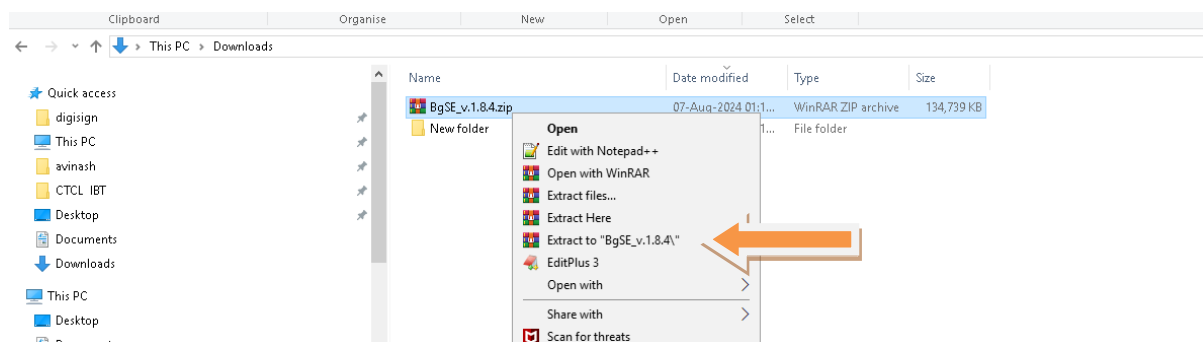 Clipboard Organise New Open Select
This PC > Downloads
Name Date modified Type Size
Quick access
BgSE_v.1.8.4.zip 07-Aug-2024 01:1... WinRAR ZIP archive 134,739 KB
digisign
New folder 1... File folder
Open
This PC
Edit with Notepad++
avinash
Open with WinRAR
CTCL IBT
Extract files...
Desktop
Extract Here
Documents
Extract to "BgSE_v.1.8.4\"
Downloads
EditPlus 3
Open with
This PC
Desktop
Share with
Scan for threats